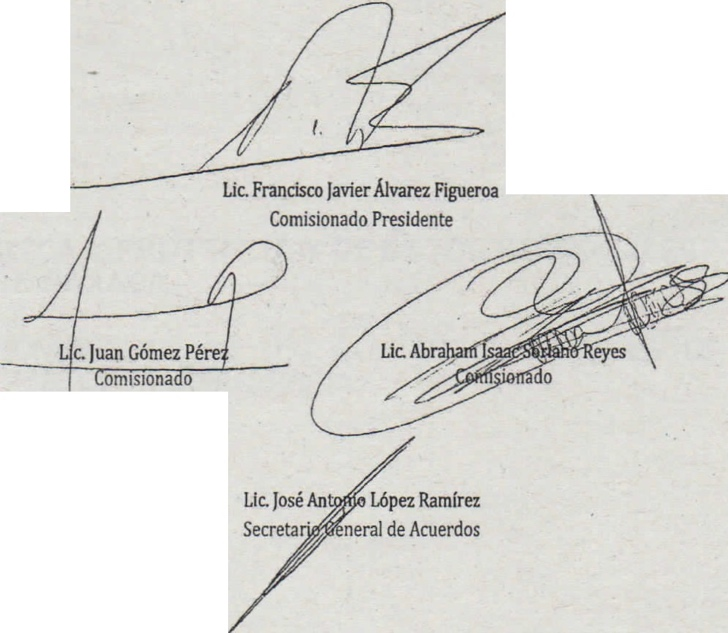 Lic. Francisco Javier Álvarez Figueroa
Comisionado Presidente
Lic. Juan Gómez Pérez
Comisionado
Lic. Abraham Isaac Soriano Reyes
Comisionado
Lic. José Antonio López Ramírez
Secretario General de Acuerdos